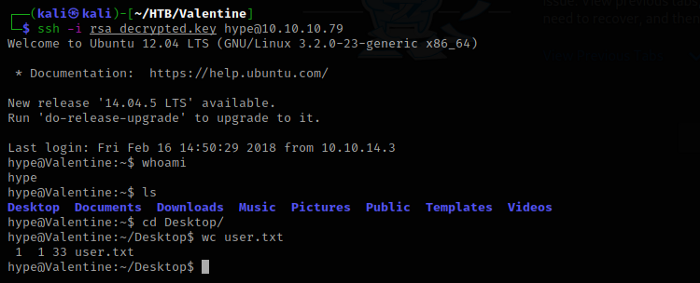 issue. View previous tabs
need to recover, and then
┌──(kali㉿kali)-[~/HTB/Valentine]
└─$ ssh -i rsa_decrypted.key hype@10.10.10.79
Welcome to Ubuntu 12.04 LTS (GNU/Linux 3.2.0-23-generic x86_64)
* Documentation:  https://help.ubuntu.com/
New release '14.04.5 LTS' available.
Run 'do-release-upgrade' to upgrade to it.
Last login: Fri Feb 16 14:50:29 2018 from 10.10.14.3
hype@Valentine:~$ whoami
hype
hype@Valentine:~$ ls
Desktop  Documents  Downloads  Music  Pictures  Public  Templates  Videos
hype@Valentine:~$ cd Desktop/
hype@Valentine:~/Desktop$ wc user.txt
1  1 33 user.txt
hype@Valentine:~/Desktop$